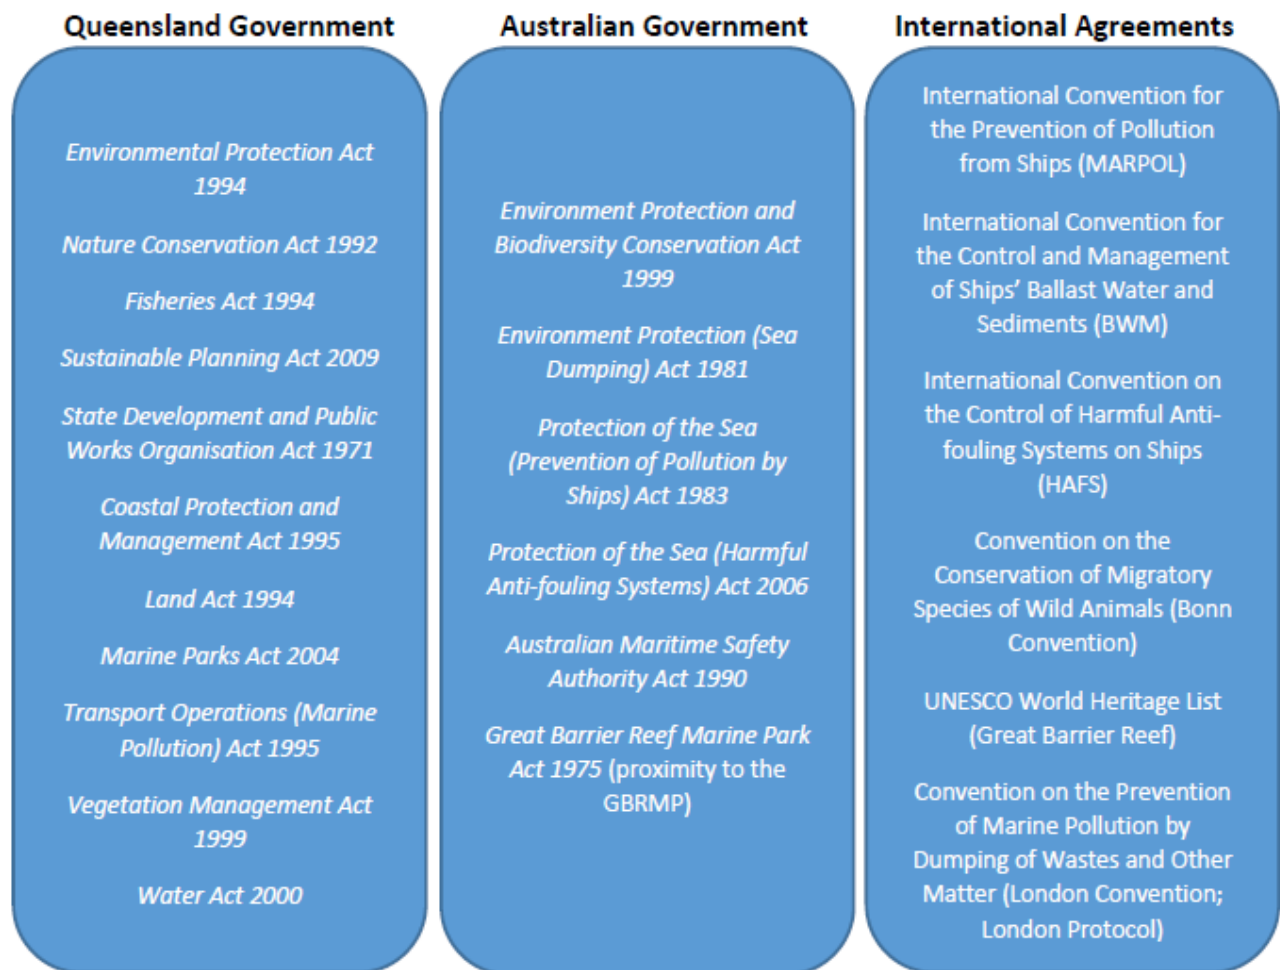 Queensland Government
Environmental Protection Act
1994
Nature Conservation Act 1992
Fisheries Act 1994
Sustainable Planning Act 2009
State Development and Public
Works Organisation Act 1971
Coastal Protection and
Management Act 1995
Land Act 1994
Marine Parks Act 2004
Transport Operations (Marine
Pollution) Act 1995
Vegetation Management Act
1999
Water Act 2000
Australian Government
Environment Protection and
Biodiversity Conservation Act
1999
Environment Protection (Sea
Dumping) Act 1981
Protection of the Sea
(Prevention of Pollution by
Ships) Act 1983
Protection of the Sea (Harmful
Anti-fouling Systems) Act 2006
Australian Maritime Safety
Authority Act 1990
Great Barrier Reef Marine Park
Act 1975 (proximity to the
GBRMP)
International Agreements
International Convention for
the Prevention of Pollution
from Ships (MARPOL)
International Convention for
the Control and Management
of Ships’ Ballast Water and
Sediments (BWM)
International Convention on
the Control of Harmful Anti-
fouling Systems on Ships
(HAFS)
Convention on the
Conservation of Migratory
Species of Wild Animals (Bonn
Convention)
UNESCO World Heritage List
(Great Barrier Reef)
Convention on the Prevention
of Marine Pollution by
Dumping of Wastes and Other
Matter (London Convention;
London Protocol)